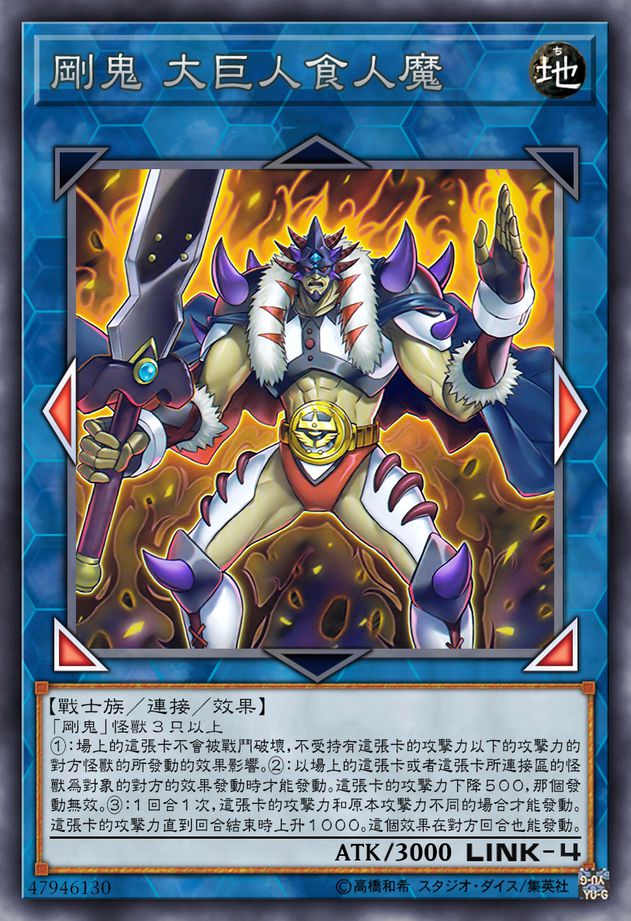 剛鬼 大巨人食人魔
ち
地
【戰士族／連接／效果】
「剛鬼」怪獸３只以上
①：場上的這張卡不會被戰鬥破壞，不受持有這張卡的攻擊力以下的攻擊力的
對方怪獸的所發動的效果影響。②：以場上的這張卡或者這張卡所連接區的怪
獸爲對象的對方的效果發動時才能發動。這張卡的攻擊力下降５００，那個發
動無效。③：１回合１次，這張卡的攻擊力和原本攻擊力不同的場合才能發動。
這張卡的攻擊力直到回合結束時上升１０００。這個效果在對方回合也能發動。
ATK/3000 LINK-4
47946130
©高橋和希 スタジオ・ダイス/集英社
YU-G
YU-G